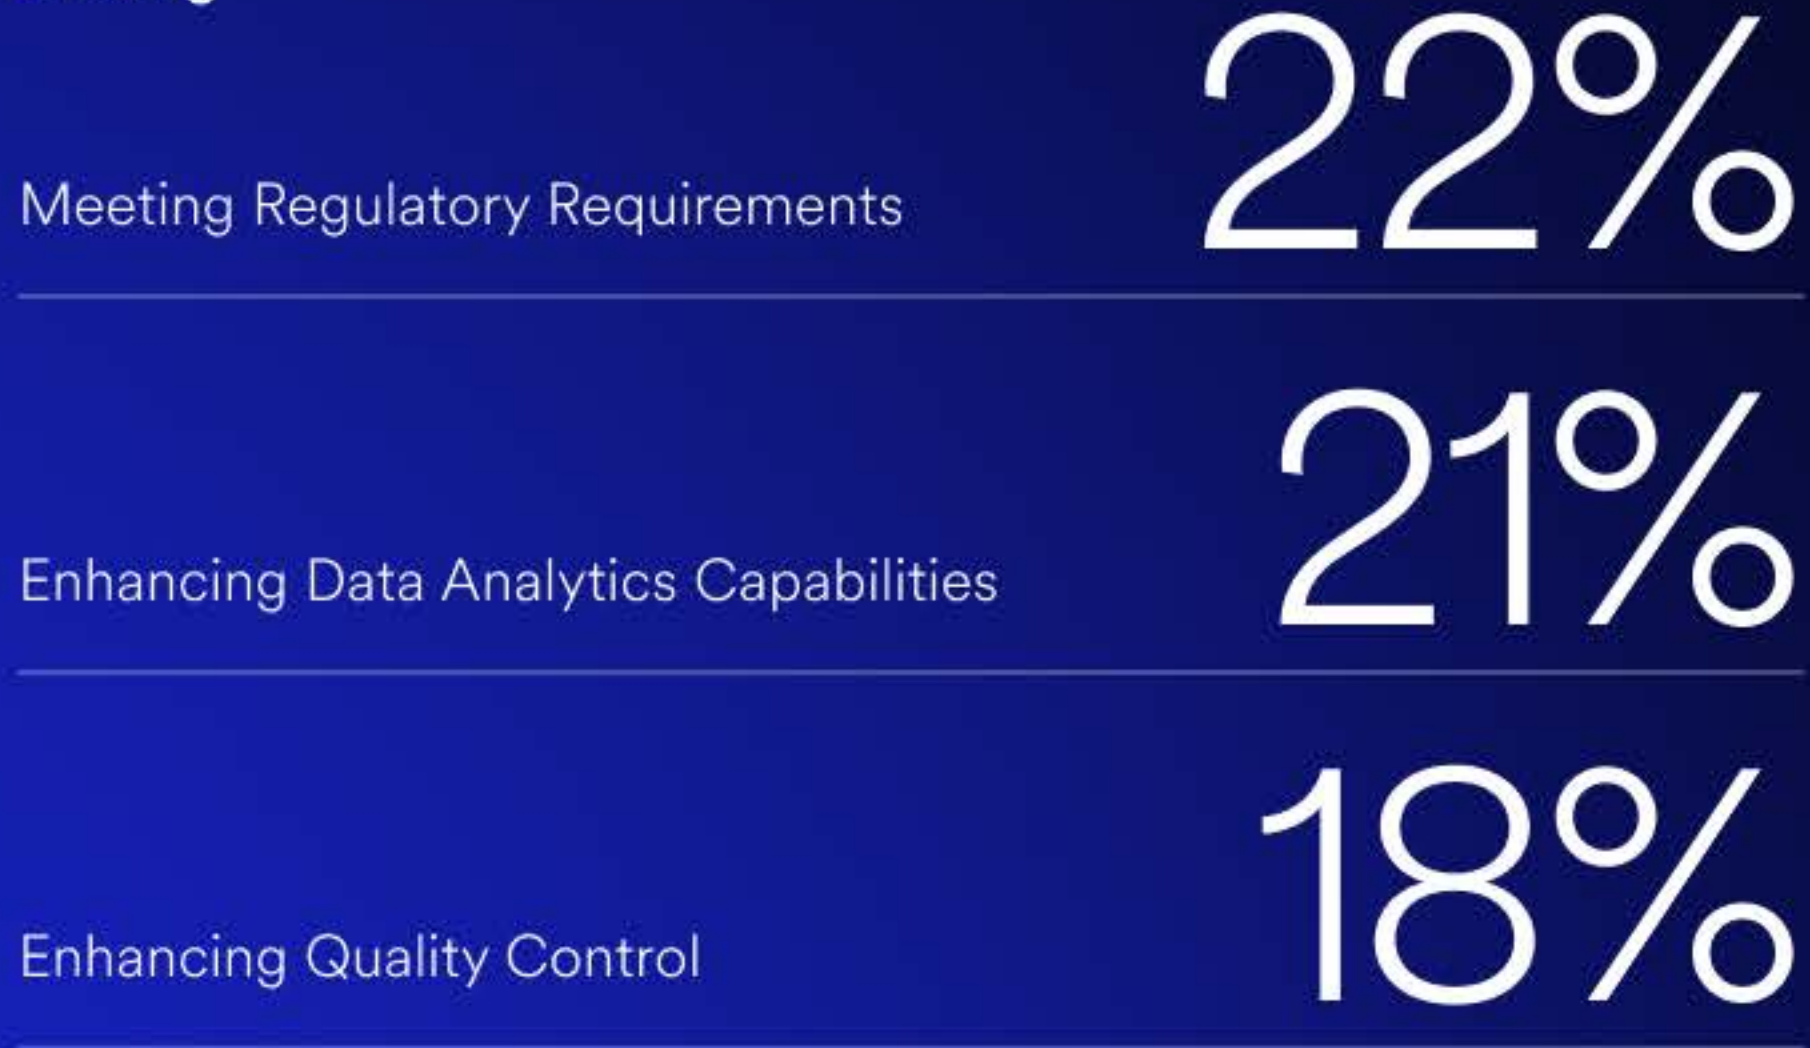 Meeting Regulatory Requirements 22%
Enhancing Data Analytics Capabilities 21%
Enhancing Quality Control 18%